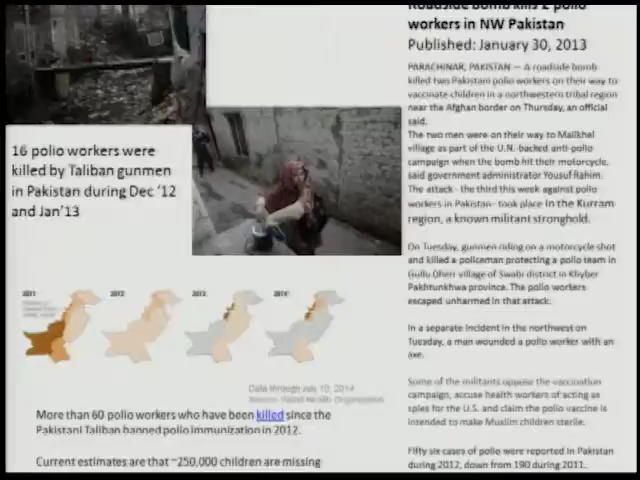 16 polio workers were
killed by Taliban gunmen
in Pakistan during Dec '12
and Jan'13
2011
2012
2013
2014*
Data through July 10, 2014
Source: World Health Organization
More than 60 polio workers who have been killed since the
Pakistani Taliban banned polio immunization in 2012.
Current estimates are that ~250,000 children are missing
Roadside bomb kills 2 polio
workers in NW Pakistan
Published: January 30, 2013
PARACHINAR, PAKISTAN — A roadside bomb
killed two Pakistani polio workers on their way to
vaccinate children in a northwestern tribal region
near the Afghan border on Thursday, an official
said.
The two men were on their way to Malikhel
village as part of the U.N.-backed anti-polio
campaign when the bomb hit their motorcycle,
said government administrator Yousuf Rahim.
The attack - the third this week against polio
workers in Pakistan- took place in the Kurram
region, a known militant stronghold.
On Tuesday, gunmen riding on a motorcycle shot
and killed a policeman protecting a polio team in
Gullu Dheri village of Swabi district in Khyber
Pakhtunkhwa province. The polio workers
escaped unharmed in that attack.
In a separate incident in the northwest on
Tuesday, a man wounded a polio worker with an
axe.
Some of the militants oppose the vaccination
campaign, accuse health workers of acting as
spies for the U.S. and claim the polio vaccine is
intended to make Muslim children sterile.
Fifty six cases of polio were reported in Pakistan
during 2012, down from 190 during 2011.